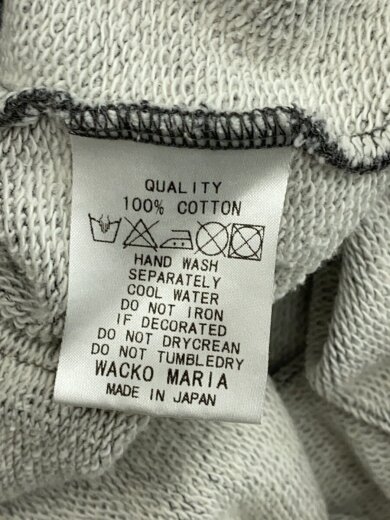 QUALITY
100% COTTON
HAND WASH
SEPARATELY
COOL WATER
DO NOT IRON
IF DECORATED
DO NOT DRYCREAN
DO NOT TUMBLEDRY
WACKO MARIA
MADE IN JAPAN